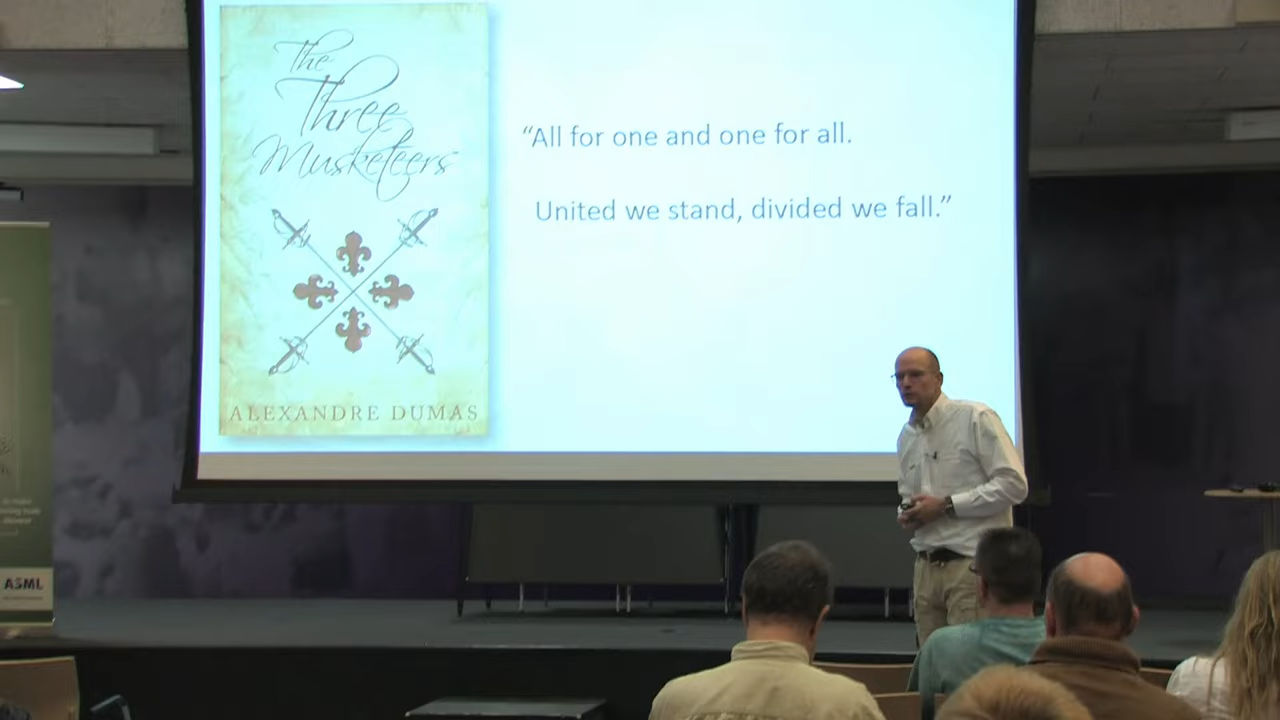 The
Three
Musketeers
ALEXANDRE DUMAS
“All for one and one for all.
United we stand, divided we fall.”
ASML